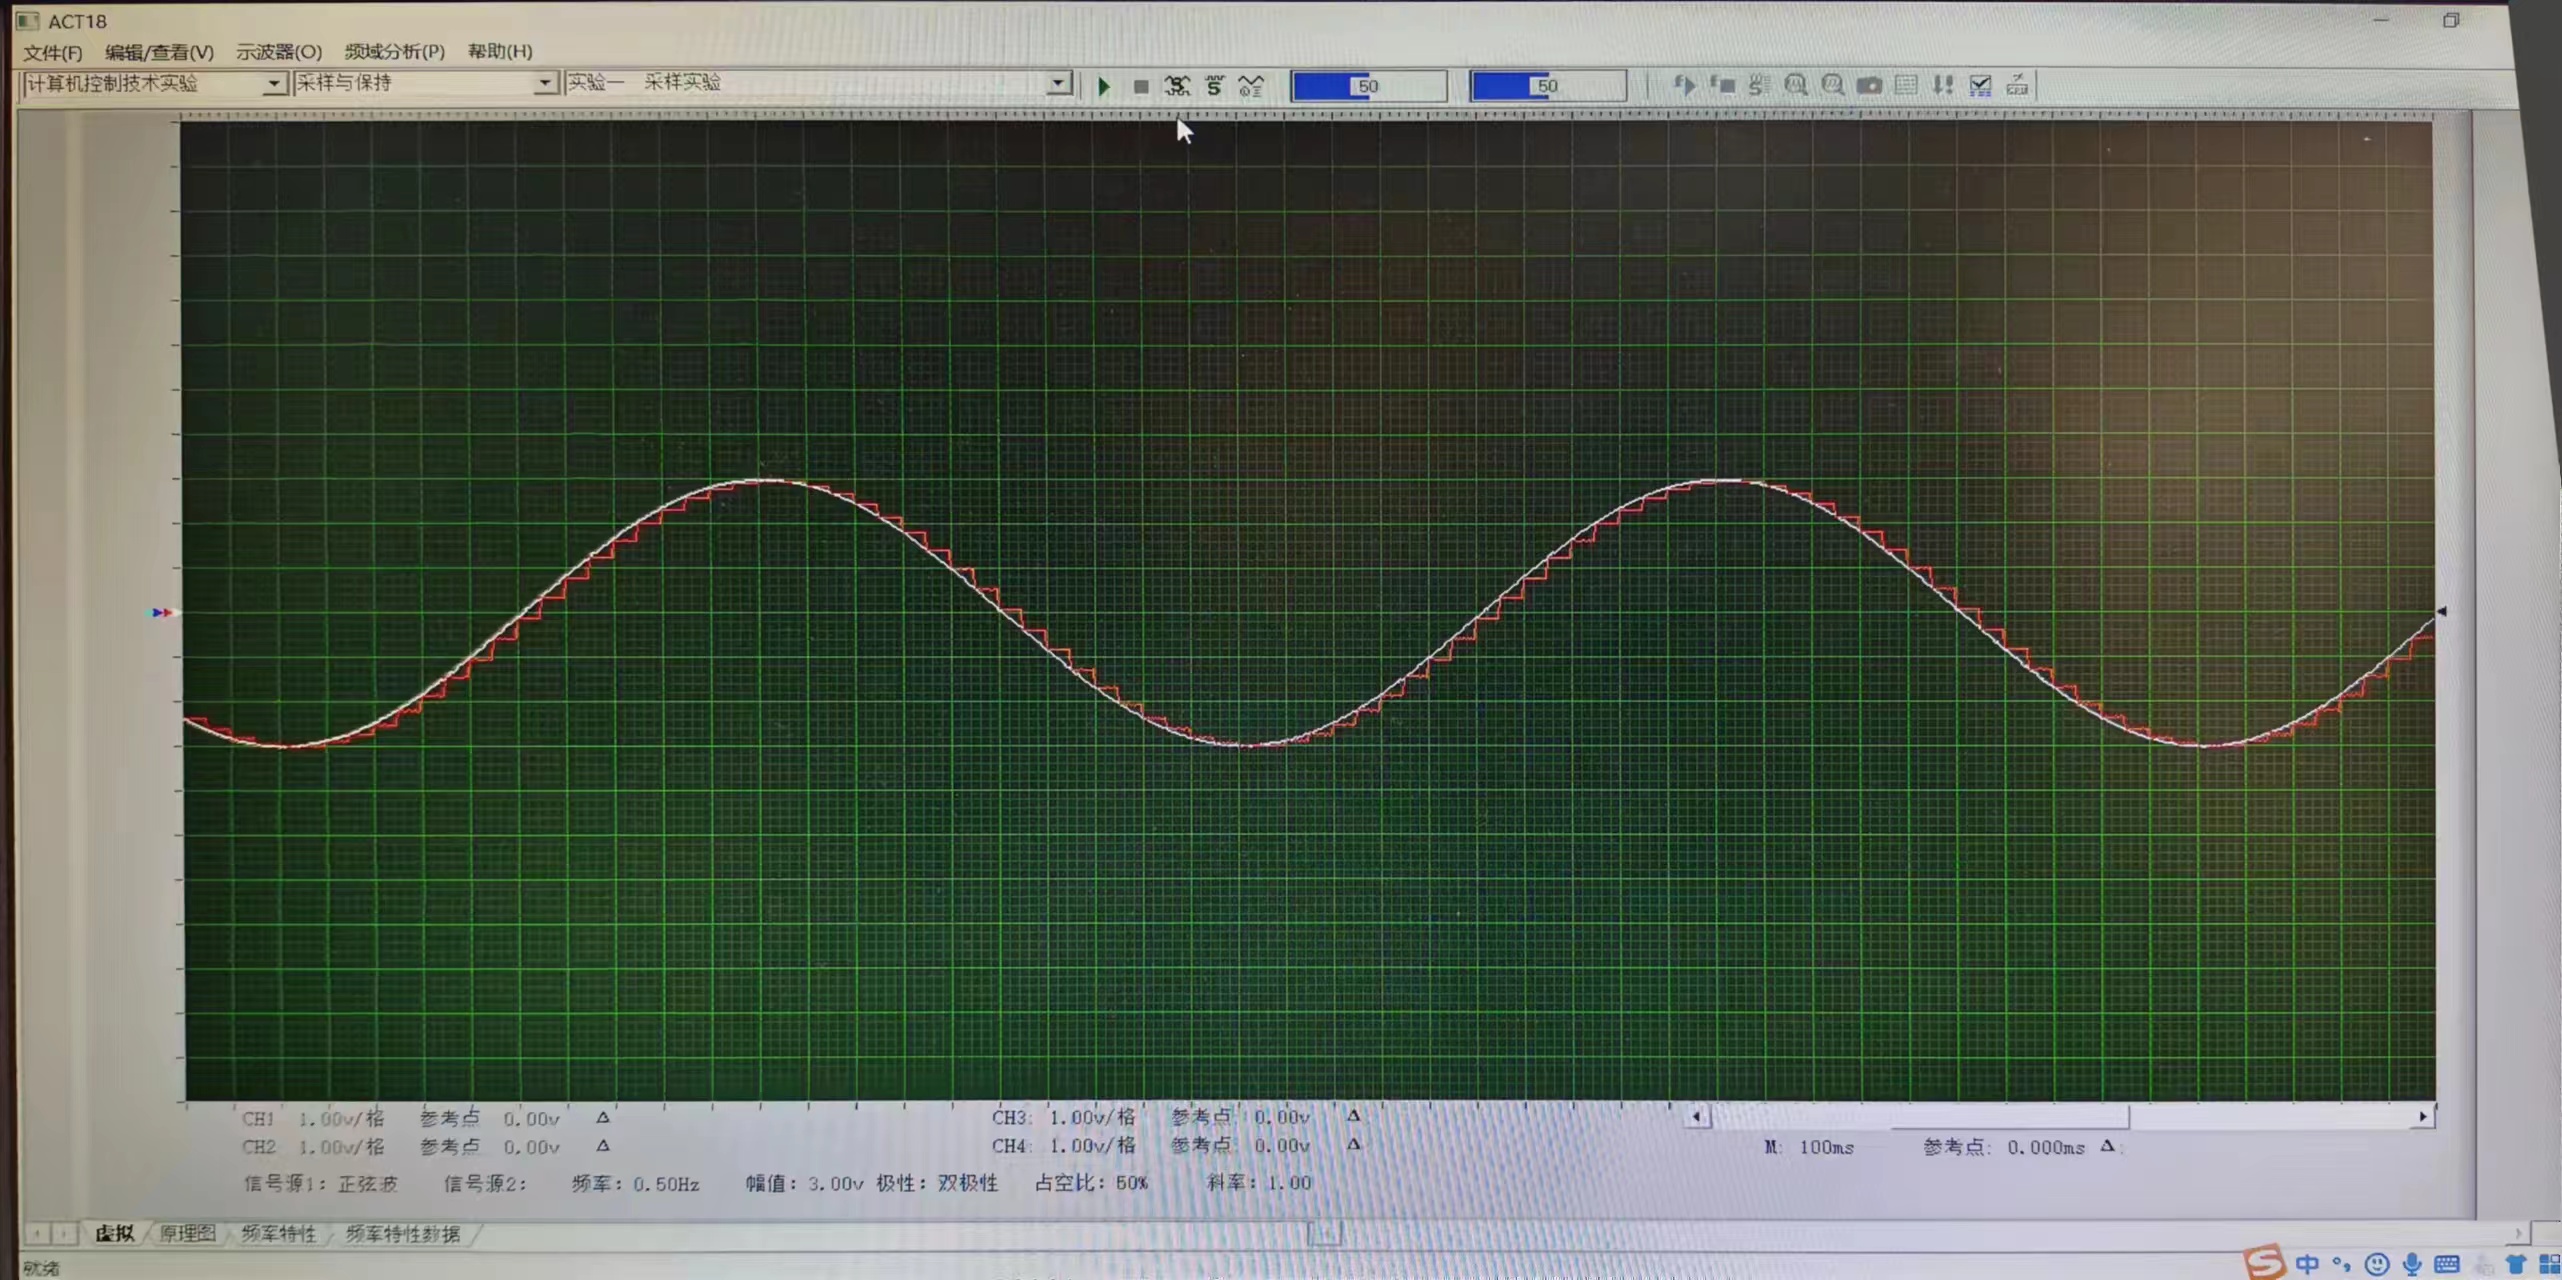 ACT18
文件(F) 编辑/查看(V) 示波器(O) 频域分析(P) 帮助(H)
计算机控制技术实验 采样与保持 实验一 采样实验 50 50
CH1 1.00v/格 参考点 0.00v Δ CH3: 1.00v/格 参考点: 0.00v Δ
CH2 1.00v/格 参考点 0.00v Δ CH4: 1.00v/格 参考点: 0.00v Δ M: 100ms 参考点: 0.000ms Δ:
信号源1: 正弦波 信号源2: 频率: 0.50Hz 幅值: 3.00v 极性: 双极性 占空比: 50% 斜率: 1.00
虚拟 原理图 频率特性 频率特性数据
就绪
中